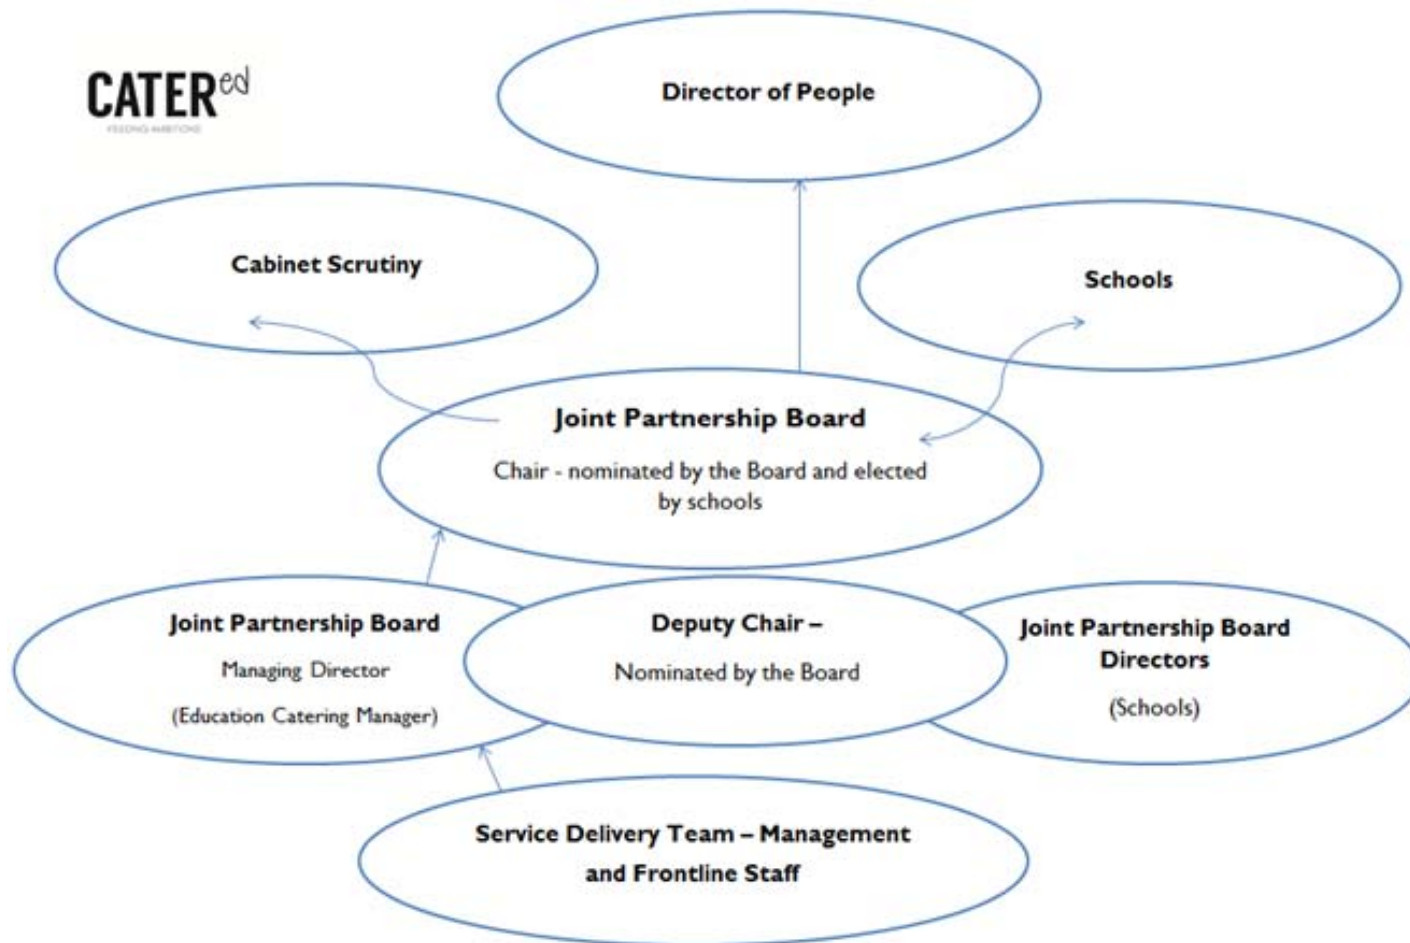 CATERed
FEEDING AMBITIONS
Director of People
Cabinet Scrutiny
Schools
Joint Partnership Board
Chair - nominated by the Board and elected
by schools
Joint Partnership Board
Managing Director
(Education Catering Manager)
Deputy Chair –
Nominated by the Board
Joint Partnership Board
Directors
(Schools)
Service Delivery Team – Management
and Frontline Staff